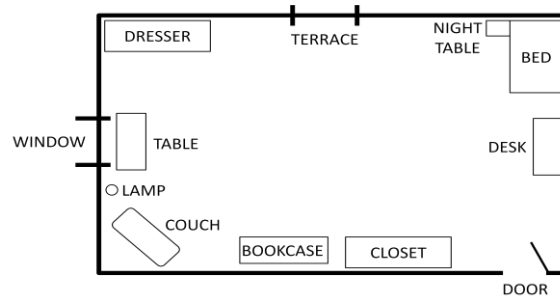 DRESSER
TERRACE
NIGHT
TABLE
BED
WINDOW
TABLE
DESK
LAMP
COUCH
BOOKCASE
CLOSET
DOOR